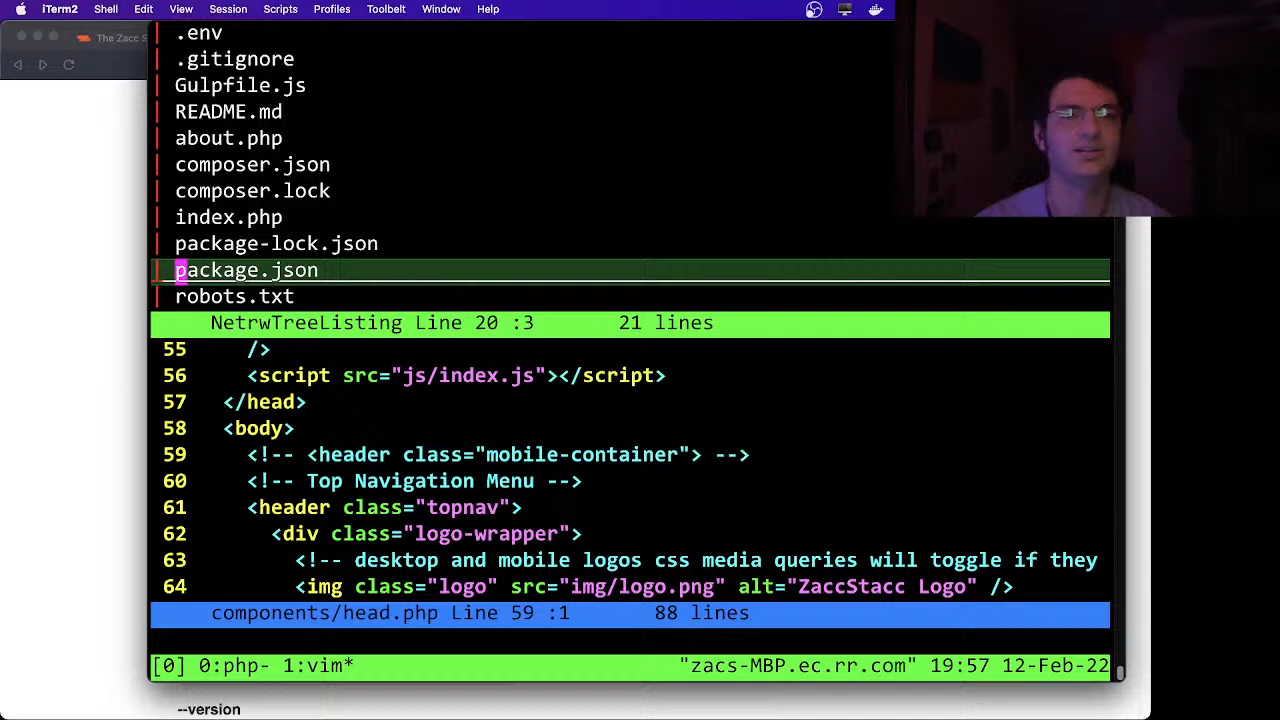 iTerm2 Shell Edit View Session Scripts Profiles Toolbelt Window Help
The Zacc S
.env
.gitignore
Gulpfile.js
README.md
about.php
composer.json
composer.lock
index.php
package-lock.json
package.json
robots.txt
NetrwTreeListing Line 20 :3 21 lines
55 />
56 <script src="js/index.js"></script>
57 </head>
58 <body>
59 <!-- <header class="mobile-container"> -->
60 <!-- Top Navigation Menu -->
61 <header class="topnav">
62 <div class="logo-wrapper">
63 <!-- desktop and mobile logos css media queries will toggle if they
64 <img class="logo" src="img/logo.png" alt="ZaccStacc Logo" />
components/head.php Line 59 :1 88 lines
[0] 0:php- 1:vim* "zacs-MBP.ec.rr.com" 19:57 12-Feb-22
--version